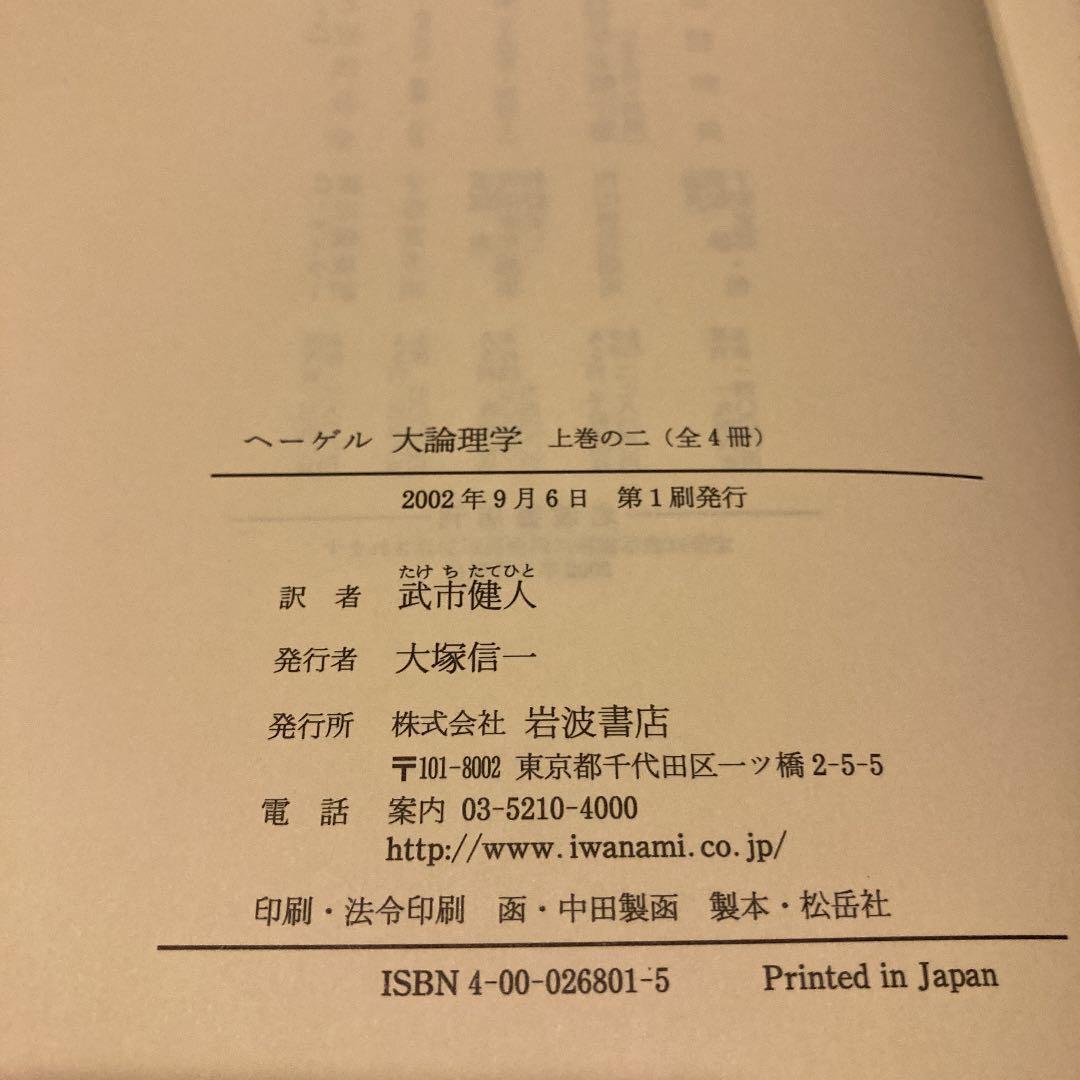 ヘーゲル 大論理学 上巻の二（全4冊）
2002年9月6日 第1刷発行
たけ ち たてひと
訳 者 武市健人
発行者 大塚信一
発行所 株式会社 岩波書店
〒101-8002 東京都千代田区一ツ橋2-5-5
電 話 案内 03-5210-4000
http://www.iwanami.co.jp/
印刷・法令印刷 函・中田製函 製本・松岳社
ISBN 4-00-026801-5 Printed in Japan